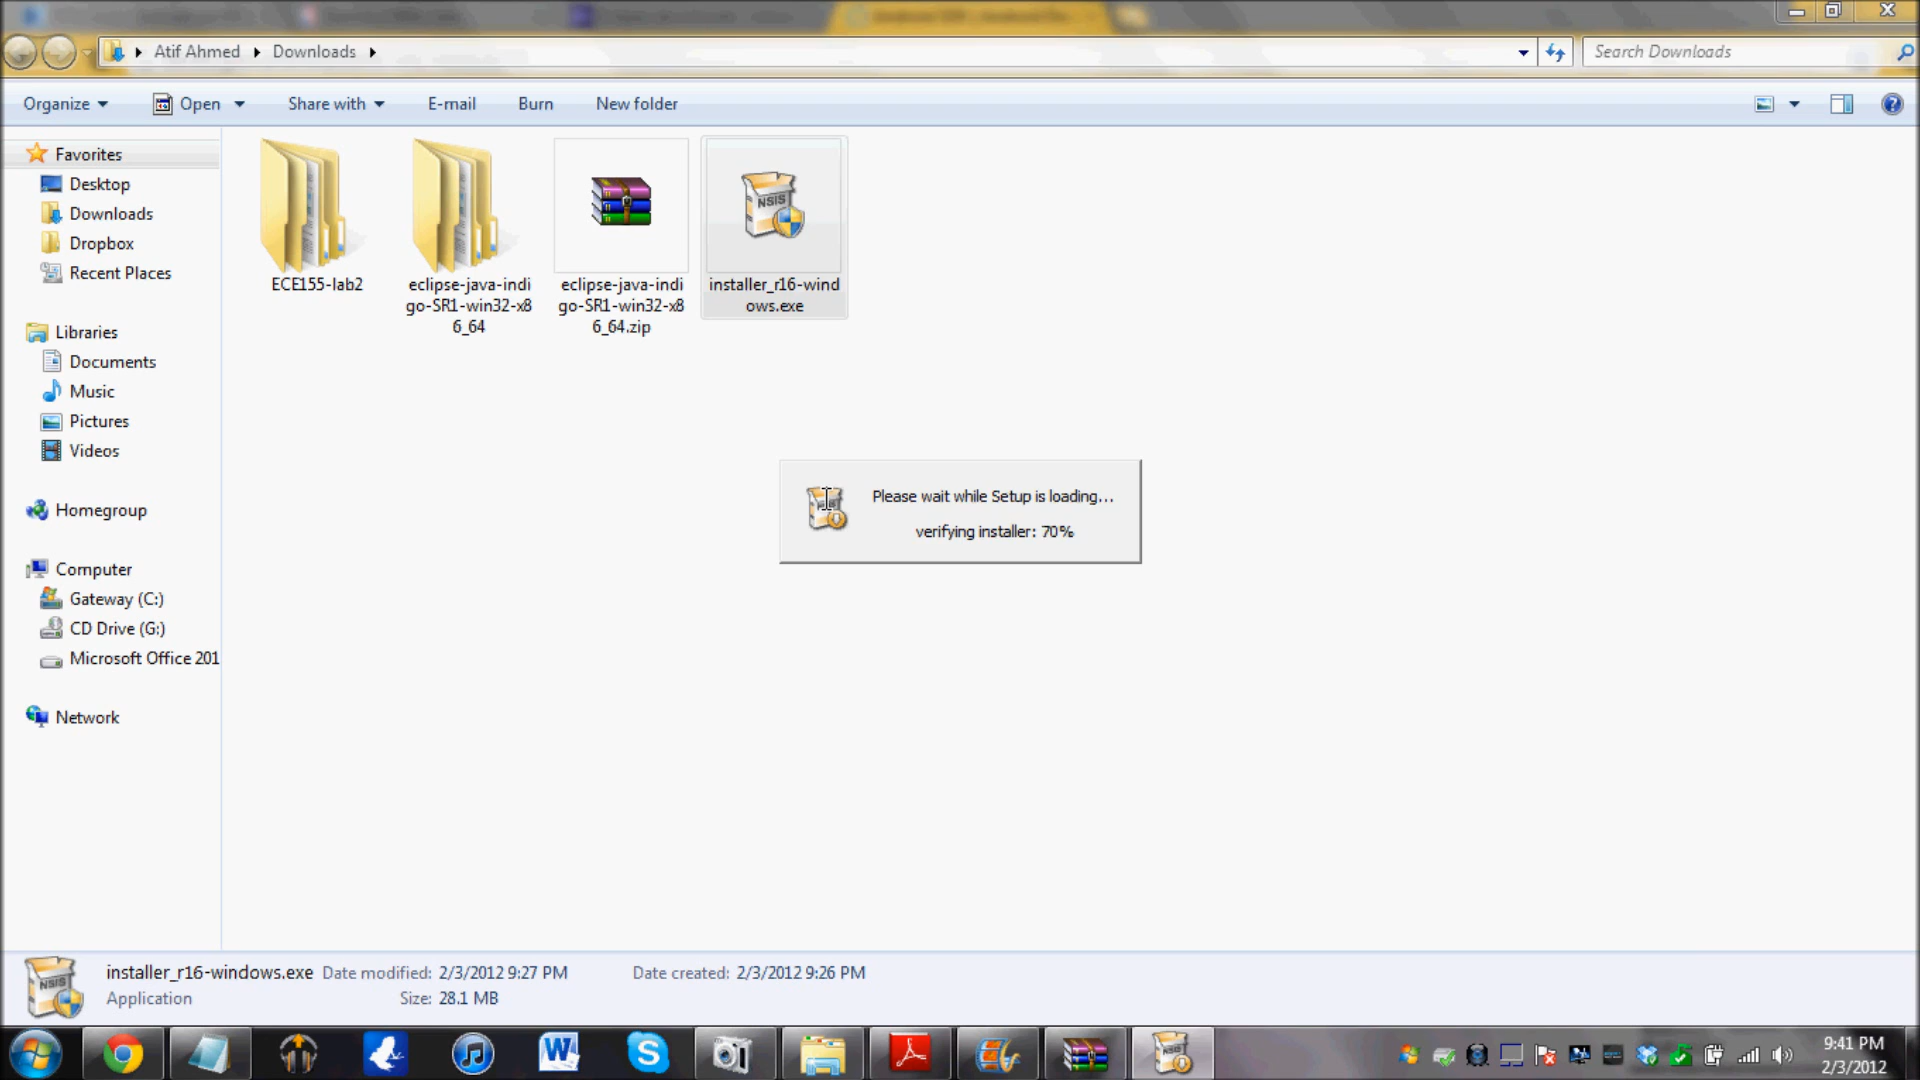 Atif Ahmed Downloads
Search Downloads
Organize Open Share with E-mail Burn New folder
Favorites
Desktop
Downloads
Dropbox
Recent Places
Libraries
Documents
Music
Pictures
Videos
Homegroup
Computer
Gateway (C:)
CD Drive (G:)
Microsoft Office 201
Network
ECE155-lab2
eclipse-java-indi
go-SR1-win32-x8
6_64
eclipse-java-indi
go-SR1-win32-x8
6_64.zip
NSIS
installer_r16-wind
ows.exe
Please wait while Setup is loading...
verifying installer: 70%
NSIS
installer_r16-windows.exe Date modified: 2/3/2012 9:27 PM Date created: 2/3/2012 9:26 PM
Application Size: 28.1 MB
9:41 PM
2/3/2012